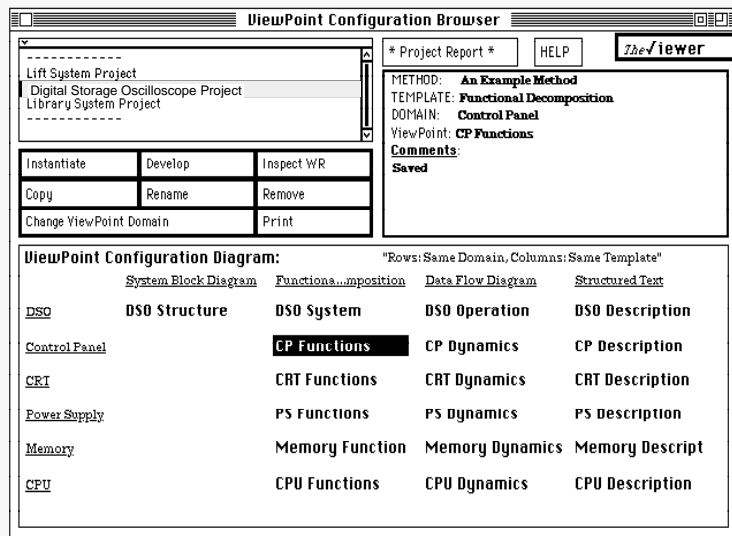 ViewPoint Configuration Browser
* Project Report *
HELP
The√iewer
------------
Lift System Project
Digital Storage Oscilloscope Project
Library System Project
------------
METHOD: An Example Method
TEMPLATE: Functional Decomposition
DOMAIN: Control Panel
ViewPoint: CP Functions
Comments:
Saved
Instantiate Develop Inspect WR
Copy Rename Remove
Change ViewPoint Domain Print
ViewPoint Configuration Diagram: "Rows: Same Domain, Columns: Same Template"
System Block Diagram Functiona...mposition Data Flow Diagram Structured Text
DSO DSO Structure DSO System DSO Operation DSO Description
Control Panel CP Functions CP Dynamics CP Description
CRT CRT Functions CRT Dynamics CRT Description
Power Supply PS Functions PS Dynamics PS Description
Memory Memory Function Memory Dynamics Memory Descript
CPU CPU Functions CPU Dynamics CPU Description